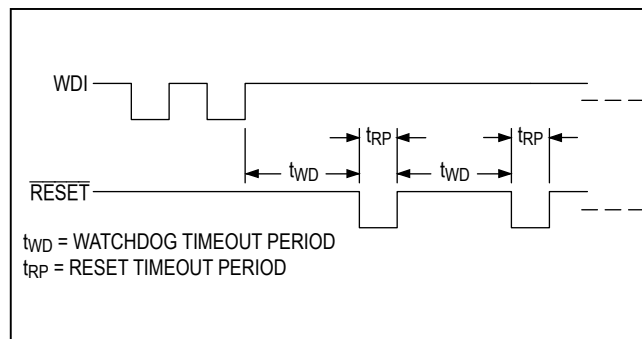 WDI
tRP
tRP
tWD
tWD
RESET
tWD = WATCHDOG TIMEOUT PERIOD
tRP = RESET TIMEOUT PERIOD